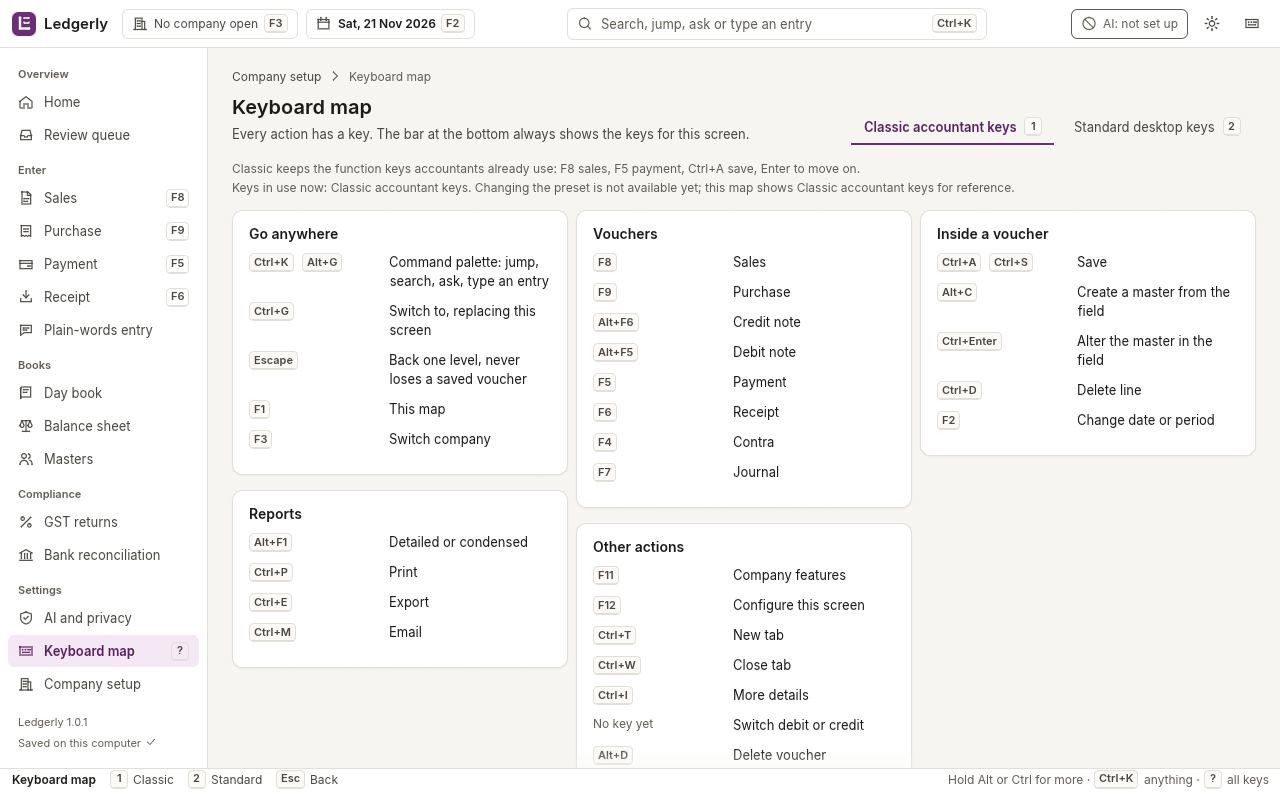 Ledgerly
No company open F3
Sat, 21 Nov 2026 F2
Search, jump, ask or type an entry Ctrl+K
AI: not set up
Overview
Home
Review queue
Enter
Sales F8
Purchase F9
Payment F5
Receipt F6
Plain-words entry
Books
Day book
Balance sheet
Masters
Compliance
GST returns
Bank reconciliation
Settings
AI and privacy
Keyboard map ?
Company setup
Ledgerly 1.0.1
Saved on this computer
Company setup Keyboard map
Keyboard map
Every action has a key. The bar at the bottom always shows the keys for this screen.
Classic accountant keys 1
Standard desktop keys 2
Classic keeps the function keys accountants already use: F8 sales, F5 payment, Ctrl+A save, Enter to move on.
Keys in use now: Classic accountant keys. Changing the preset is not available yet; this map shows Classic accountant keys for reference.
Go anywhere
Ctrl+K Alt+G Command palette: jump,
search, ask, type an entry
Ctrl+G Switch to, replacing this
screen
Escape Back one level, never
loses a saved voucher
F1 This map
F3 Switch company
Reports
Alt+F1 Detailed or condensed
Ctrl+P Print
Ctrl+E Export
Ctrl+M Email
Vouchers
F8 Sales
F9 Purchase
Alt+F6 Credit note
Alt+F5 Debit note
F5 Payment
F6 Receipt
F4 Contra
F7 Journal
Other actions
F11 Company features
F12 Configure this screen
Ctrl+T New tab
Ctrl+W Close tab
Ctrl+I More details
No key yet Switch debit or credit
Alt+D Delete voucher
Inside a voucher
Ctrl+A Ctrl+S Save
Alt+C Create a master from the
field
Ctrl+Enter Alter the master in the
field
Ctrl+D Delete line
F2 Change date or period
Keyboard map 1 Classic 2 Standard Esc Back
Hold Alt or Ctrl for more · Ctrl+K anything · ? all keys